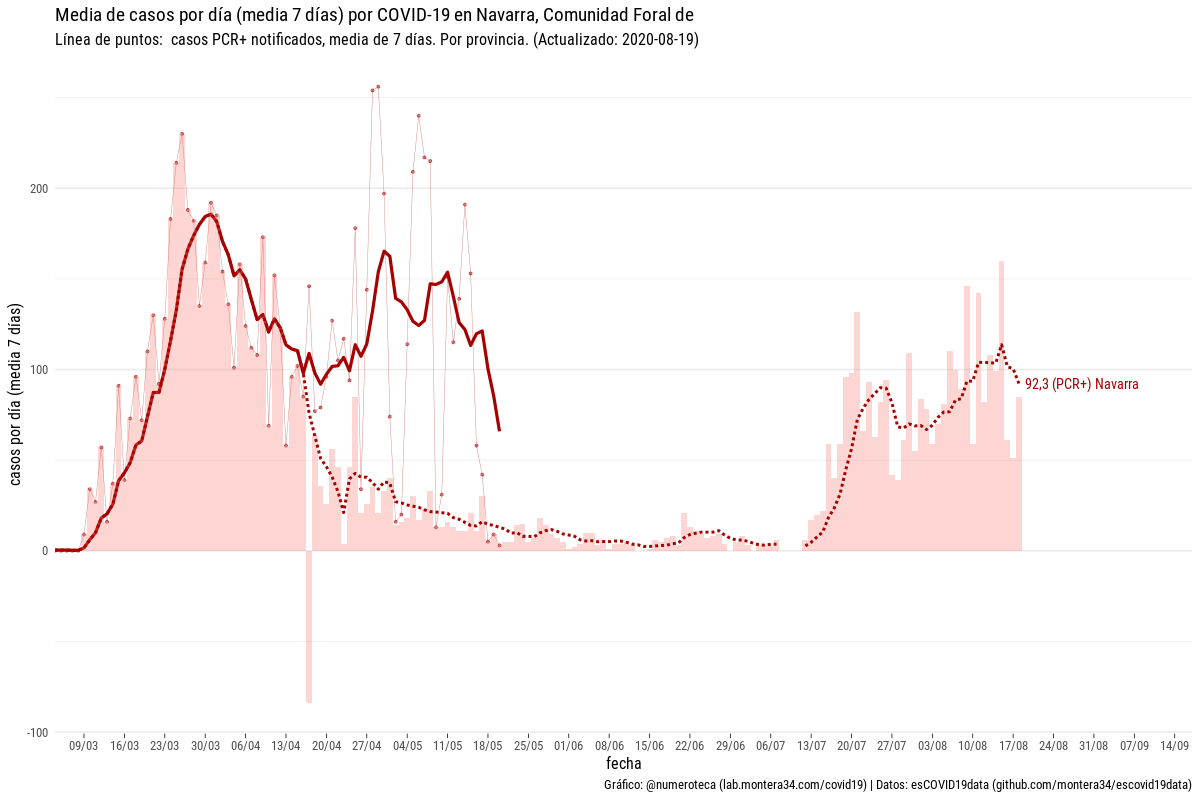 Media de casos por día (media 7 días) por COVID-19 en Navarra, Comunidad Foral de
Línea de puntos:  casos PCR+ notificados, media de 7 días. Por provincia. (Actualizado: 2020-08-19)
casos por día (media 7 días)
200
100
0
-100
92,3 (PCR+) Navarra
09/03 16/03 23/03 30/03 06/04 13/04 20/04 27/04 04/05 11/05 18/05 25/05 01/06 08/06 15/06 22/06 29/06 06/07 13/07 20/07 27/07 03/08 10/08 17/08 24/08 31/08 07/09 14/09
fecha
Gráfico: @numeroteca (lab.montera34.com/covid19) | Datos: esCOVID19data (github.com/montera34/escovid19data)